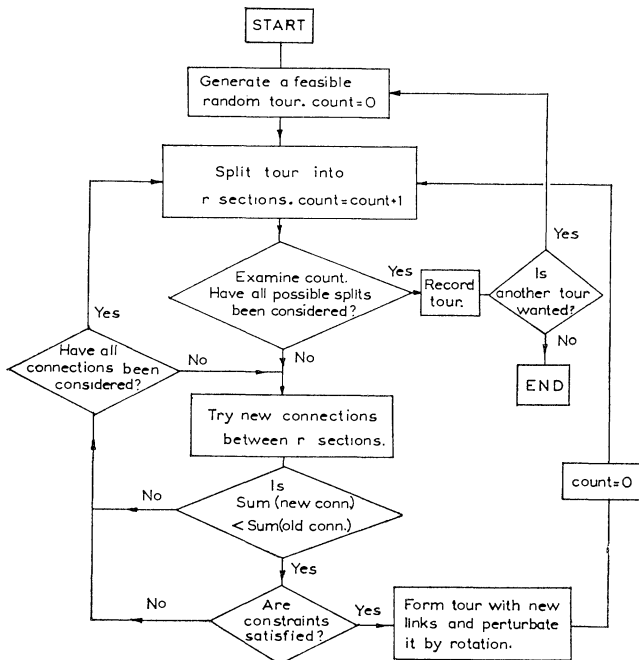 START
Generate a feasible
random tour. count=0
Split tour into
r sections. count=count+1
Yes
Examine count.
Have all possible splits
been considered?
Yes
Record
tour.
Is
another tour
wanted?
Yes
No
END
Have all
connections been
considered?
No
No
Try new connections
between r sections.
Is
Sum (new conn.)
< Sum(old conn.)
No
Yes
count=0
Are
constraints
satisfied?
No
Yes
Form tour with new
links and perturbate
it by rotation.